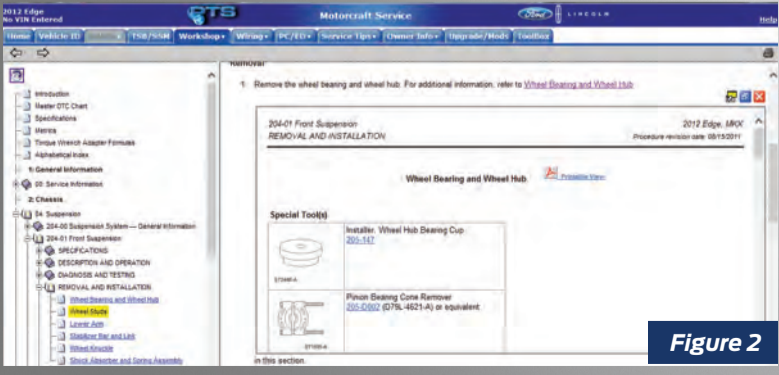 2012 Edge
No VIN Entered
PTS
Motorcraft Service
Ford
LINCOLN
Help
Home
Vehicle ID
TSB/SSM
Workshop
Wiring
PC/ED
Service Tips
Owner Info
Upgrade/Mods
Toolbox
Introduction
Master DTC Chart
Specifications
Metrics
Torque Wrench Adapter Formulas
Alphabetical Index
1: General Information
00: Service Information
2: Chassis
04: Suspension
204-00 Suspension System — General Information
204-01 Front Suspension
SPECIFICATIONS
DESCRIPTION AND OPERATION
DIAGNOSIS AND TESTING
REMOVAL AND INSTALLATION
Wheel Bearing and Wheel Hub
Wheel Studs
Lower Arm
Stabilizer Bar and Link
Wheel Knuckle
Shock Absorber and Spring Assembly
Removal
1. Remove the wheel bearing and wheel hub. For additional information, refer to Wheel Bearing and Wheel Hub
204-01 Front Suspension
2012 Edge, MKX
REMOVAL AND INSTALLATION
Procedure revision date: 08/15/2011
Wheel Bearing and Wheel Hub
Printable View
Special Tool(s)
Installer, Wheel Hub Bearing Cup
205-147
Pinion Bearing Cone Remover
205-D002 (D79L-4621-A) or equivalent
in this section.
Figure 2